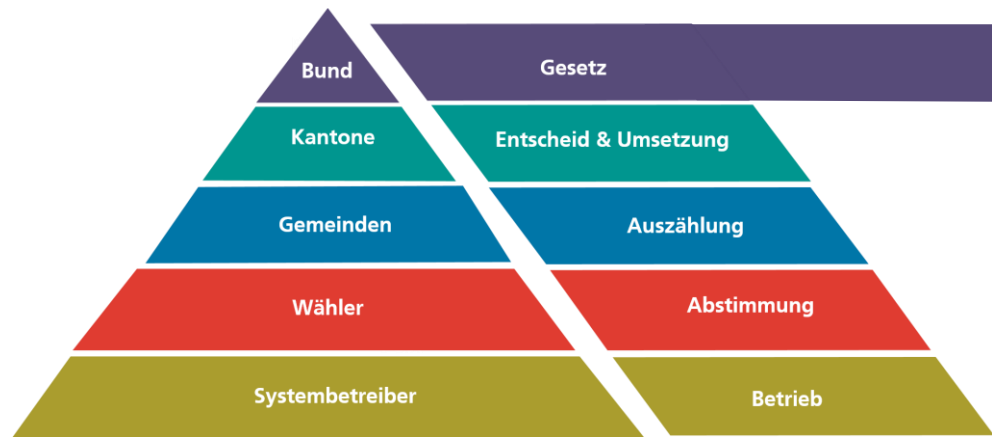 Bund
Gesetz
Kantone
Entscheid & Umsetzung
Gemeinden
Auszählung
Wähler
Abstimmung
Systembetreiber
Betrieb